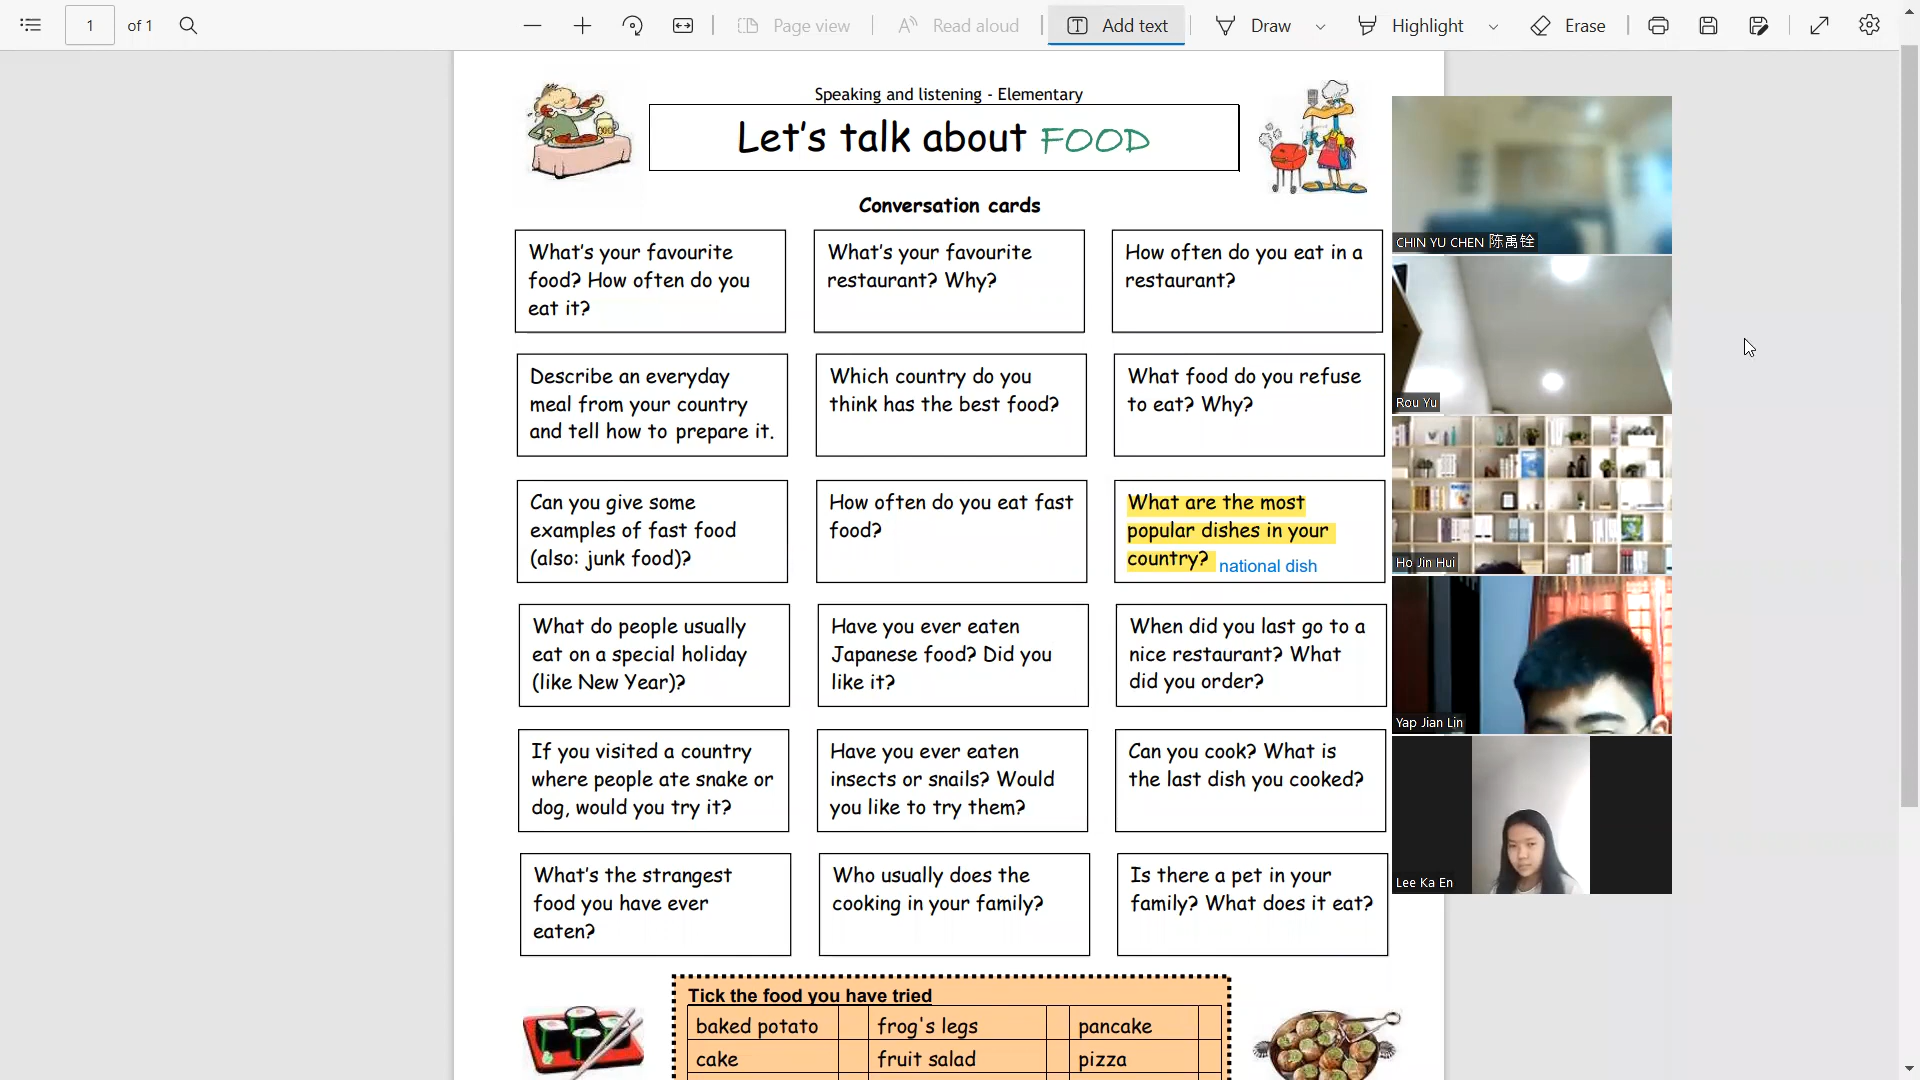 1 of 1
Page view
Read aloud
Add text
Draw
Highlight
Erase
Speaking and listening - Elementary
Let's talk about FOOD
Conversation cards
What's your favourite
food? How often do you
eat it?
What's your favourite
restaurant? Why?
How often do you eat in a
restaurant?
Describe an everyday
meal from your country
and tell how to prepare it.
Which country do you
think has the best food?
What food do you refuse
to eat? Why?
Can you give some
examples of fast food
(also: junk food)?
How often do you eat fast
food?
What are the most
popular dishes in your
country? national dish
What do people usually
eat on a special holiday
(like New Year)?
Have you ever eaten
Japanese food? Did you
like it?
When did you last go to a
nice restaurant? What
did you order?
If you visited a country
where people ate snake or
dog, would you try it?
Have you ever eaten
insects or snails? Would
you like to try them?
Can you cook? What is
the last dish you cooked?
What's the strangest
food you have ever
eaten?
Who usually does the
cooking in your family?
Is there a pet in your
family? What does it eat?
Tick the food you have tried
baked potato frog's legs pancake
cake fruit salad pizza
CHIN YU CHEN 陈禹铨
Rou Yu
Ho Jin Hui
Yap Jian Lin
Lee Ka En